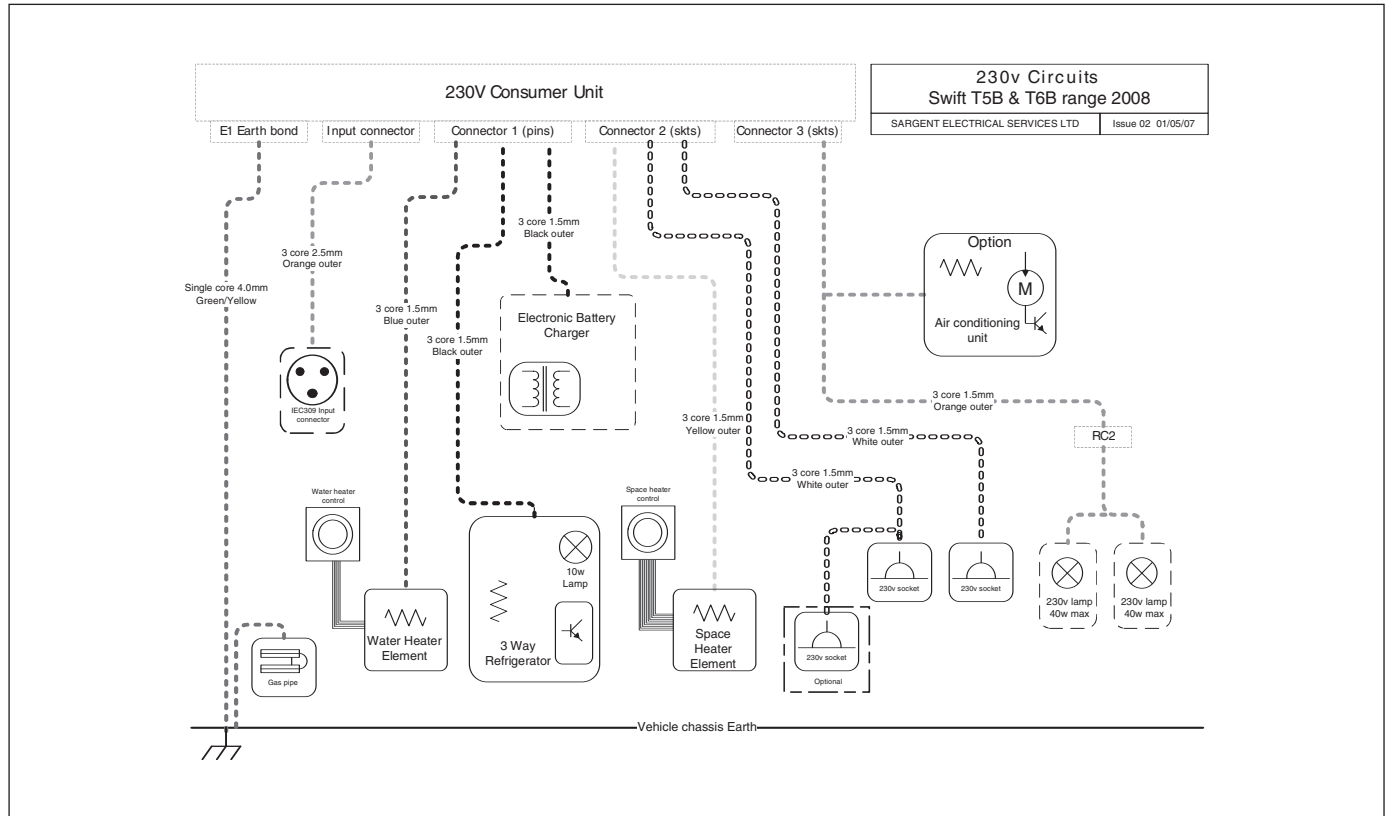 230v Circuits
Swift T5B & T6B range 2008
SARGENT ELECTRICAL SERVICES LTD
Issue 02 01/05/07
230V Consumer Unit
E1 Earth bond
Input connector
Connector 1 (pins)
Connector 2 (skts)
Connector 3 (skts)
3 core 1.5mm
Black outer
3 core 2.5mm
Orange outer
Single core 4.0mm
Green/Yellow
3 core 1.5mm
Blue outer
3 core 1.5mm
Black outer
Electronic Battery
Charger
Option
M
Air conditioning
unit
IEC309 Input
connector
3 core 1.5mm
Yellow outer
3 core 1.5mm
Orange outer
3 core 1.5mm
White outer
RC2
3 core 1.5mm
White outer
Water heater
control
Space heater
control
10w
Lamp
Water Heater
Element
3 Way
Refrigerator
Space
Heater
Element
230v socket
230v socket
230v lamp
40w max
230v lamp
40w max
230v socket
Optional
Gas pipe
Vehicle chassis Earth